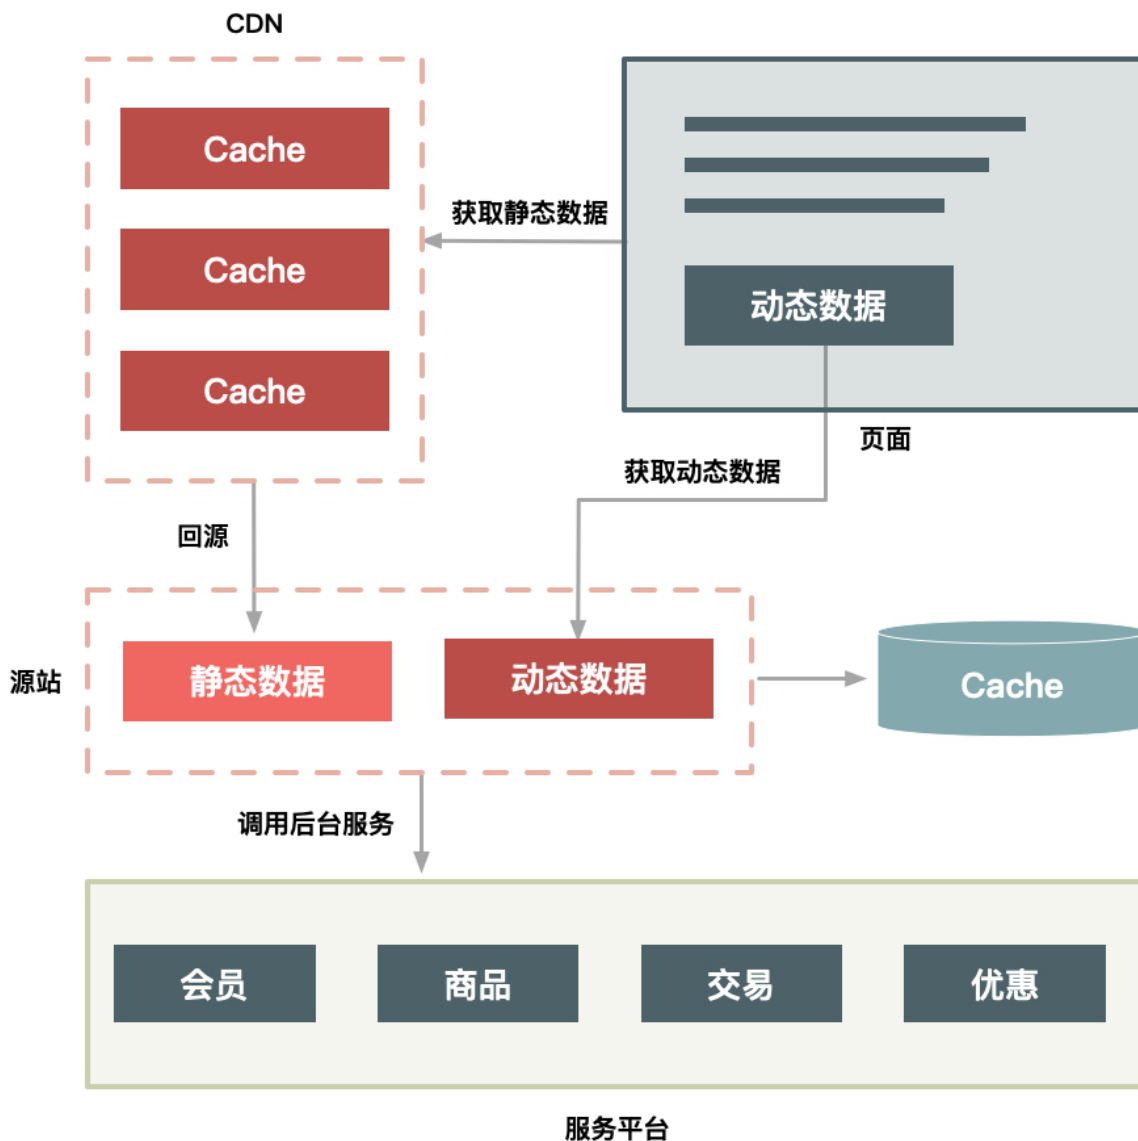 CDN
Cache
Cache
Cache
获取静态数据
动态数据
页面
获取动态数据
回源
源站
静态数据
动态数据
Cache
调用后台服务
会员
商品
交易
优惠
服务平台